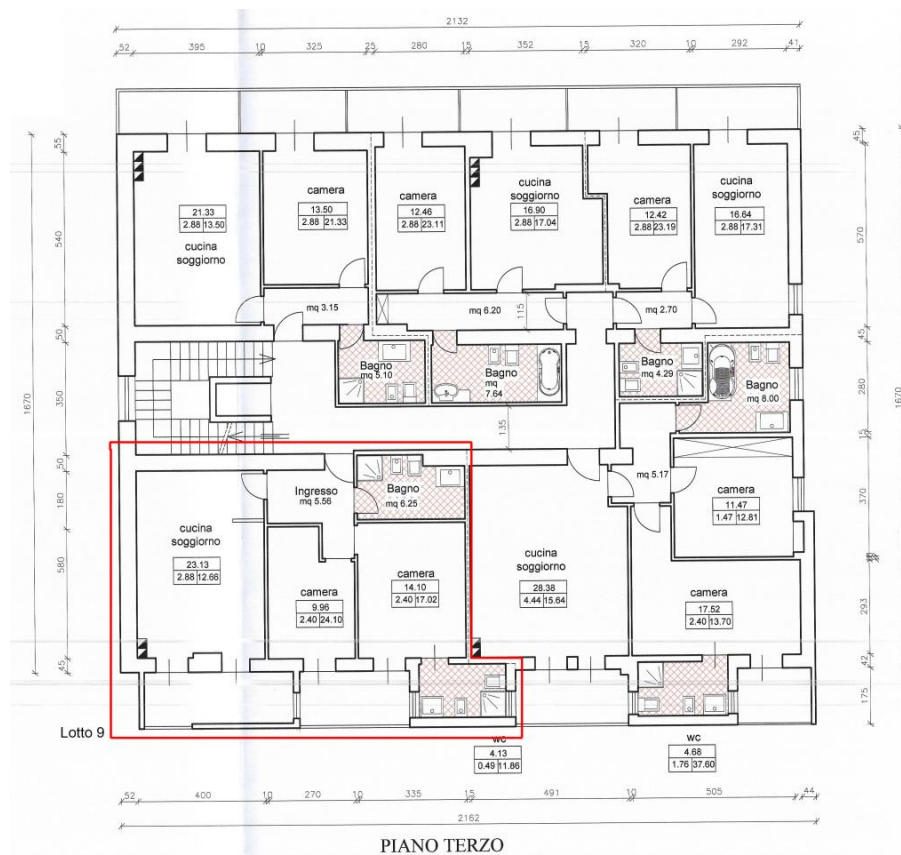 2132
52 395 10 325 25 280 15 352 15 320 10 292 41
55
540
50
350
50
180
580
45
1670
21.33
2.88 13.50
cucina
soggiorno
camera
13.50
2.88 21.33
camera
12.46
2.88 23.11
cucina
soggiorno
16.90
2.88 17.04
camera
12.42
2.88 23.19
cucina
soggiorno
16.64
2.88 17.31
45
570
45
280
15
370
293
42
175
1670
mq 3.15
mq 6.20
115
mq 2.70
Bagno
mq 5.10
Bagno
mq
7.64
Bagno
mq 4.29
Bagno
mq 8.00
135
Ingresso
mq 5.56
Bagno
mq 6.25
mq 5.17
camera
11.47
1.47 12.81
cucina
soggiorno
23.13
2.88 12.66
camera
9.96
2.40 24.10
camera
14.10
2.40 17.02
cucina
soggiorno
28.38
4.44 15.64
camera
17.52
2.40 13.70
Lotto 9
wc
4.13
0.49 11.86
wc
4.68
1.76 37.60
52 400 10 270 10 335 15 491 10 505 44
2162
PIANO TERZO